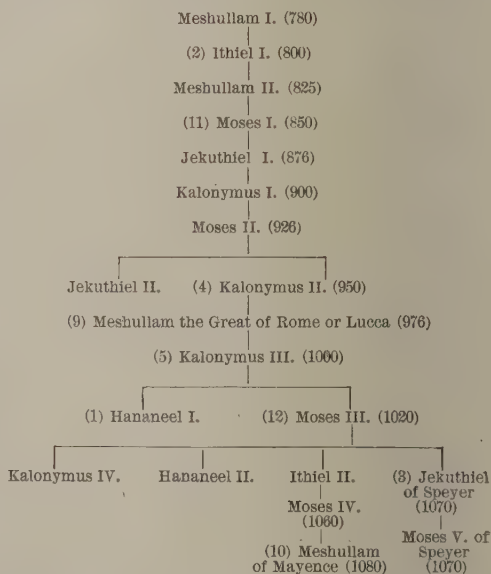 Meshullam I. (780)
(2) Ithiel I. (800)
Meshullam II. (825)
(11) Moses I. (850)
Jekuthiel I. (876)
Kalonymus I. (900)
Moses II. (926)
Jekuthiel II. (4) Kalonymus II. (950)
(9) Meshullam the Great of Rome or Lucca (976)
(5) Kalonymus III. (1000)
(1) Hananeel I. (12) Moses III. (1020)
Kalonymus IV. Hananeel II. Ithiel II. (3) Jekuthiel
of Speyer
Moses IV. (1070)
(1060)
Moses V. of
(10) Meshullam Speyer
of Mayence (1080) (1070)